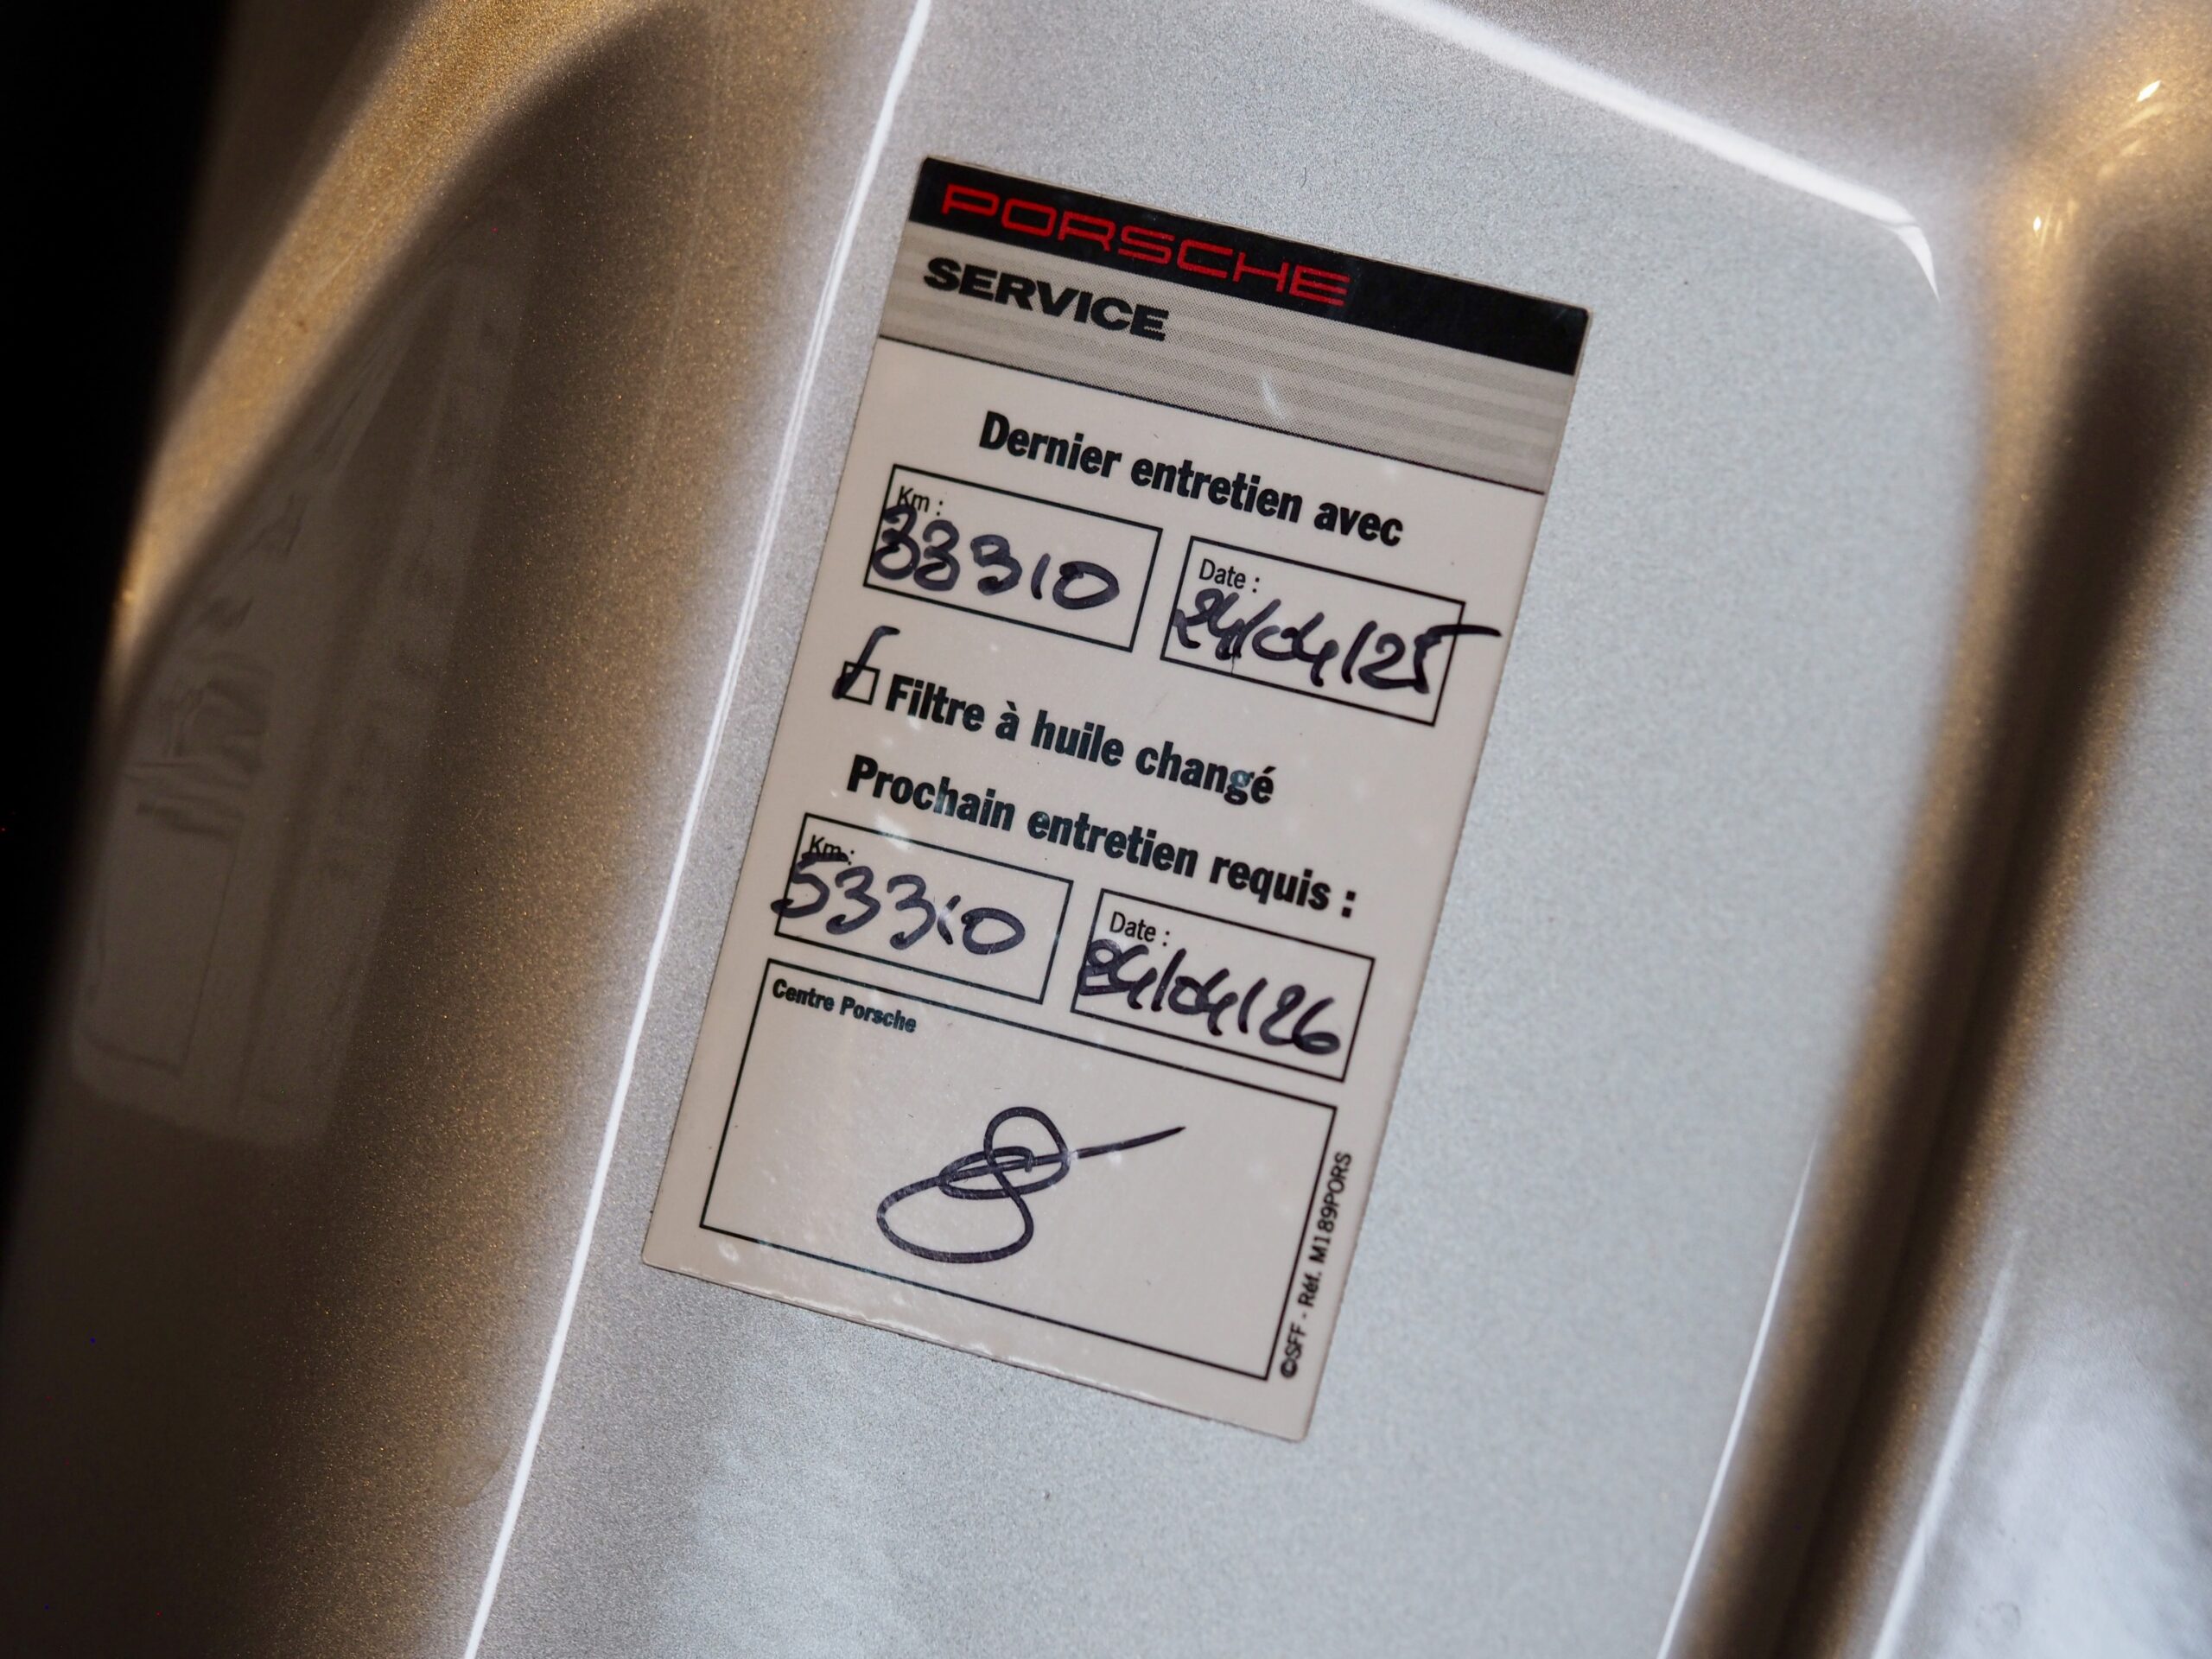 PORSCHE
SERVICE
Dernier entretien avec
Km : Date :
33310 24/04/25
Filtre à huile changé
Prochain entretien requis :
Km : Date :
53310 /04/26
Centre Porsche
©SFF - Réf. M189PORS